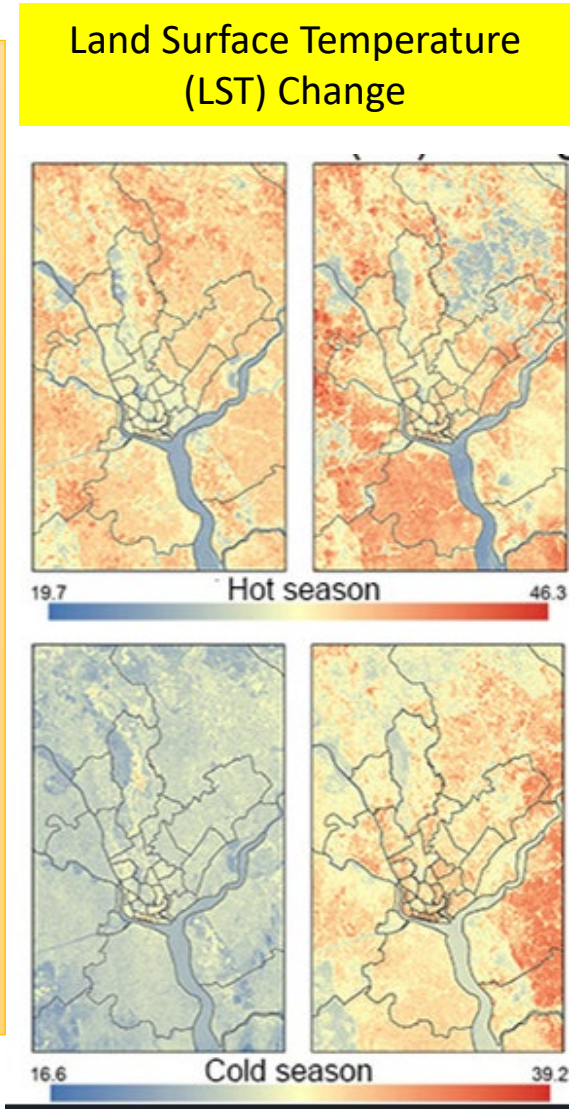 Land Surface Temperature
(LST) Change
19.7 Hot season 46.3
16.6 Cold season 39.2